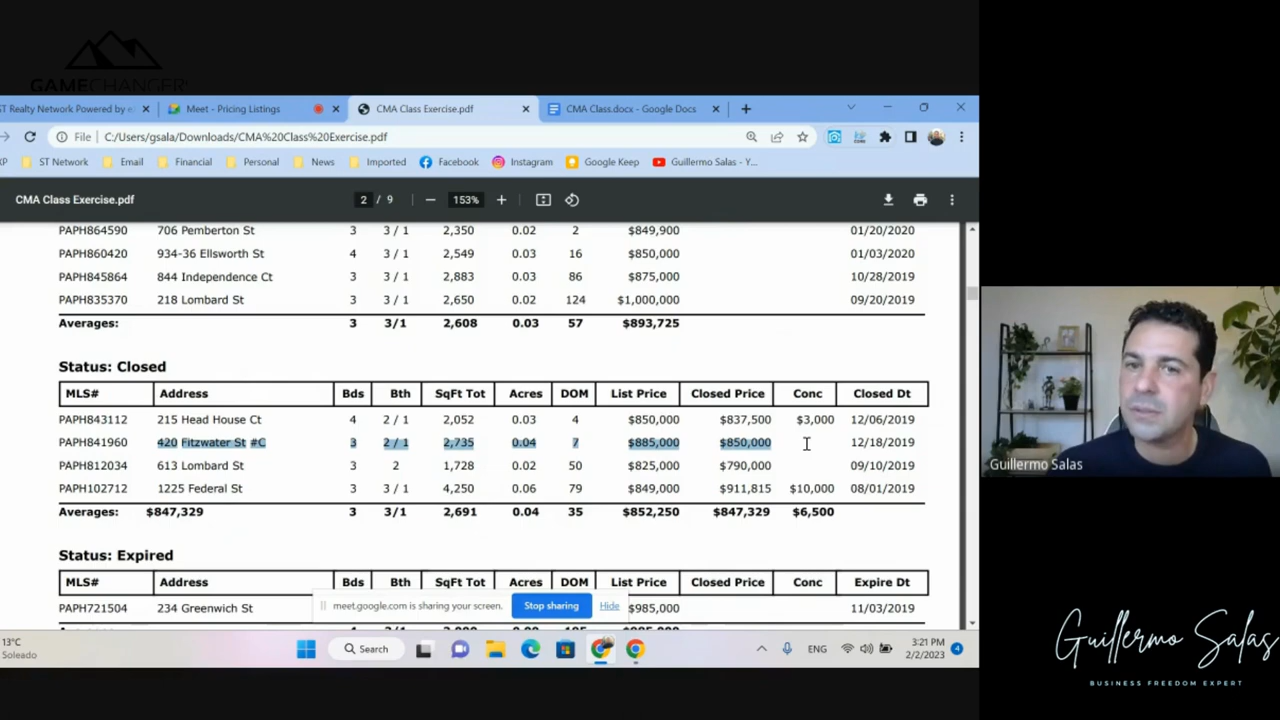 GAMECHANGERS
ST Realty Network Powered by e
Meet - Pricing Listings
CMA Class Exercise.pdf
CMA Class.docx - Google Docs
File
C:/Users/gsala/Downloads/CMA%20Class%20Exercise.pdf
XP
ST Network
Email
Financial
Personal
News
Imported
Facebook
Instagram
Google Keep
Guillermo Salas - Y...
CMA Class Exercise.pdf
2 / 9
153%
PAPH864590 706 Pemberton St 3 3 / 1 2,350 0.02 2 $849,900 01/20/2020
PAPH860420 934-36 Ellsworth St 4 3 / 1 2,549 0.03 16 $850,000 01/03/2020
PAPH845864 844 Independence Ct 3 3 / 1 2,883 0.03 86 $875,000 10/28/2019
PAPH835370 218 Lombard St 3 3 / 1 2,650 0.02 124 $1,000,000 09/20/2019
Averages: 3 3/1 2,608 0.03 57 $893,725
Status: Closed
MLS# Address Bds Bth SqFt Tot Acres DOM List Price Closed Price Conc Closed Dt
PAPH843112 215 Head House Ct 4 2 / 1 2,052 0.03 4 $850,000 $837,500 $3,000 12/06/2019
PAPH841960 420 Fitzwater St #C 3 2 / 1 2,735 0.04 7 $885,000 $850,000 12/18/2019
PAPH812034 613 Lombard St 3 2 1,728 0.02 50 $825,000 $790,000 09/10/2019
PAPH102712 1225 Federal St 3 3 / 1 4,250 0.06 79 $849,000 $911,815 $10,000 08/01/2019
Averages: $847,329 3 3/1 2,691 0.04 35 $852,250 $847,329 $6,500
Status: Expired
MLS# Address Bds Bth SqFt Tot Acres DOM List Price Closed Price Conc Expire Dt
PAPH721504 234 Greenwich St $985,000 11/03/2019
meet.google.com is sharing your screen.
Stop sharing
Hide
13°C
Soleado
Search
ENG
3:21 PM
2/2/2023
4
Guillermo Salas
Guillermo Salas
BUSINESS FREEDOM EXPERT